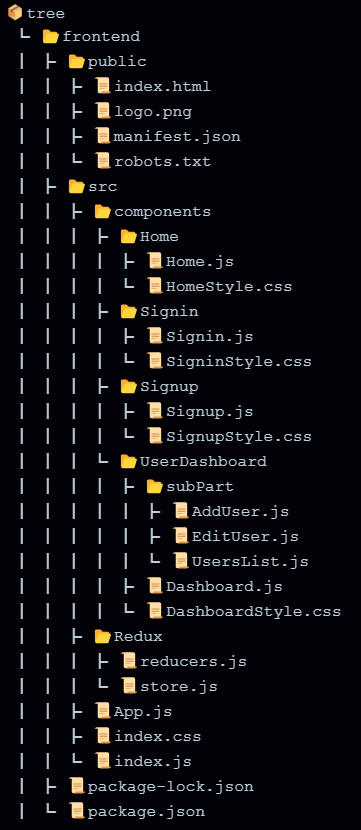 tree
frontend
public
index.html
logo.png
manifest.json
robots.txt
src
components
Home
Home.js
HomeStyle.css
Signin
Signin.js
SigninStyle.css
Signup
Signup.js
SignupStyle.css
UserDashboard
subPart
AddUser.js
EditUser.js
UsersList.js
Dashboard.js
DashboardStyle.css
Redux
reducers.js
store.js
App.js
index.css
index.js
package-lock.json
package.json